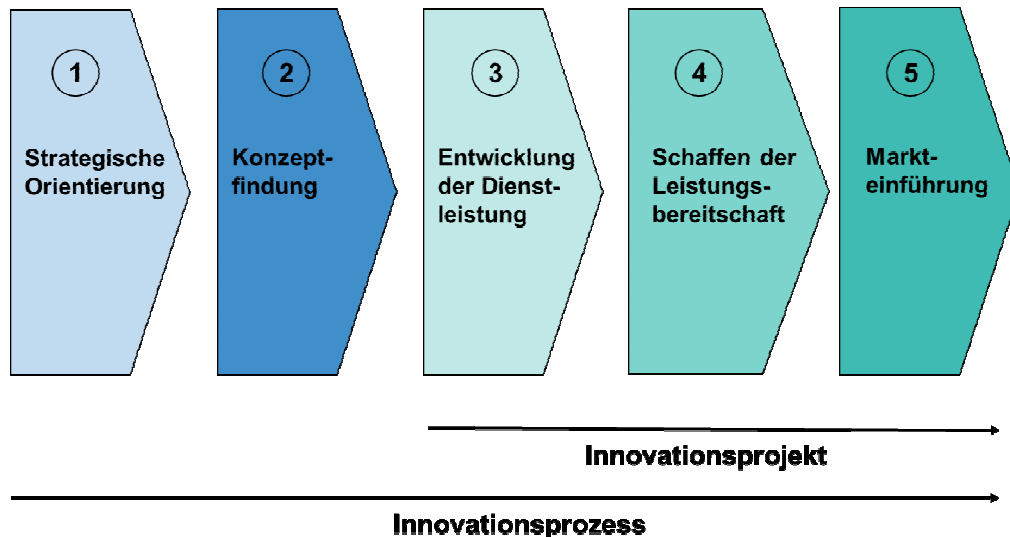 1
Strategische
Orientierung
2
Konzept-
findung
3
Entwicklung
der Dienst-
leistung
4
Schaffen der
Leistungs-
bereitschaft
5
Markt-
einführung
Innovationsprojekt
Innovationsprozess